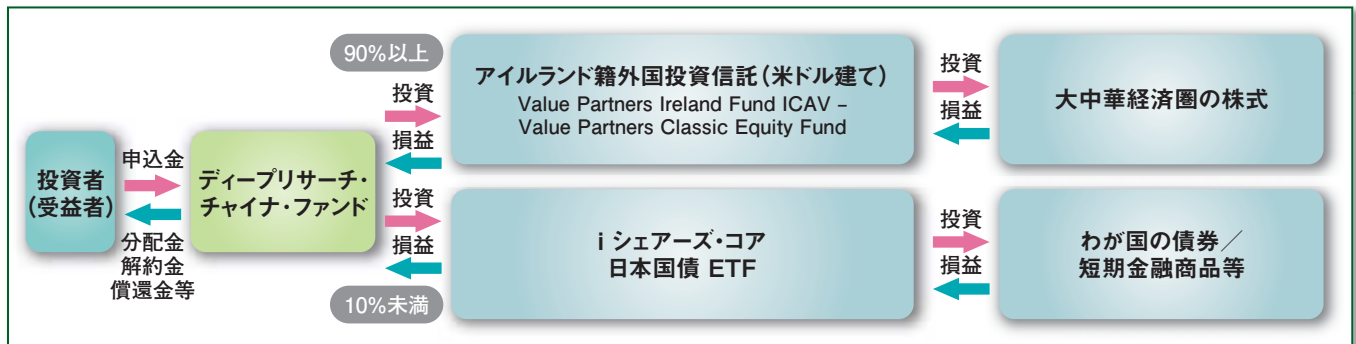 投資者
(受益者)
申込金
分配金
解約金
償還金等
ディープリサーチ・
チャイナ・ファンド
90%以上
投資
損益
アイルランド籍外国投資信託(米ドル建て)
Value Partners Ireland Fund ICAV –
Value Partners Classic Equity Fund
投資
損益
大中華経済圏の株式
投資
損益
10%未満
i シェアーズ・コア
日本国債 ETF
投資
損益
わが国の債券／
短期金融商品等